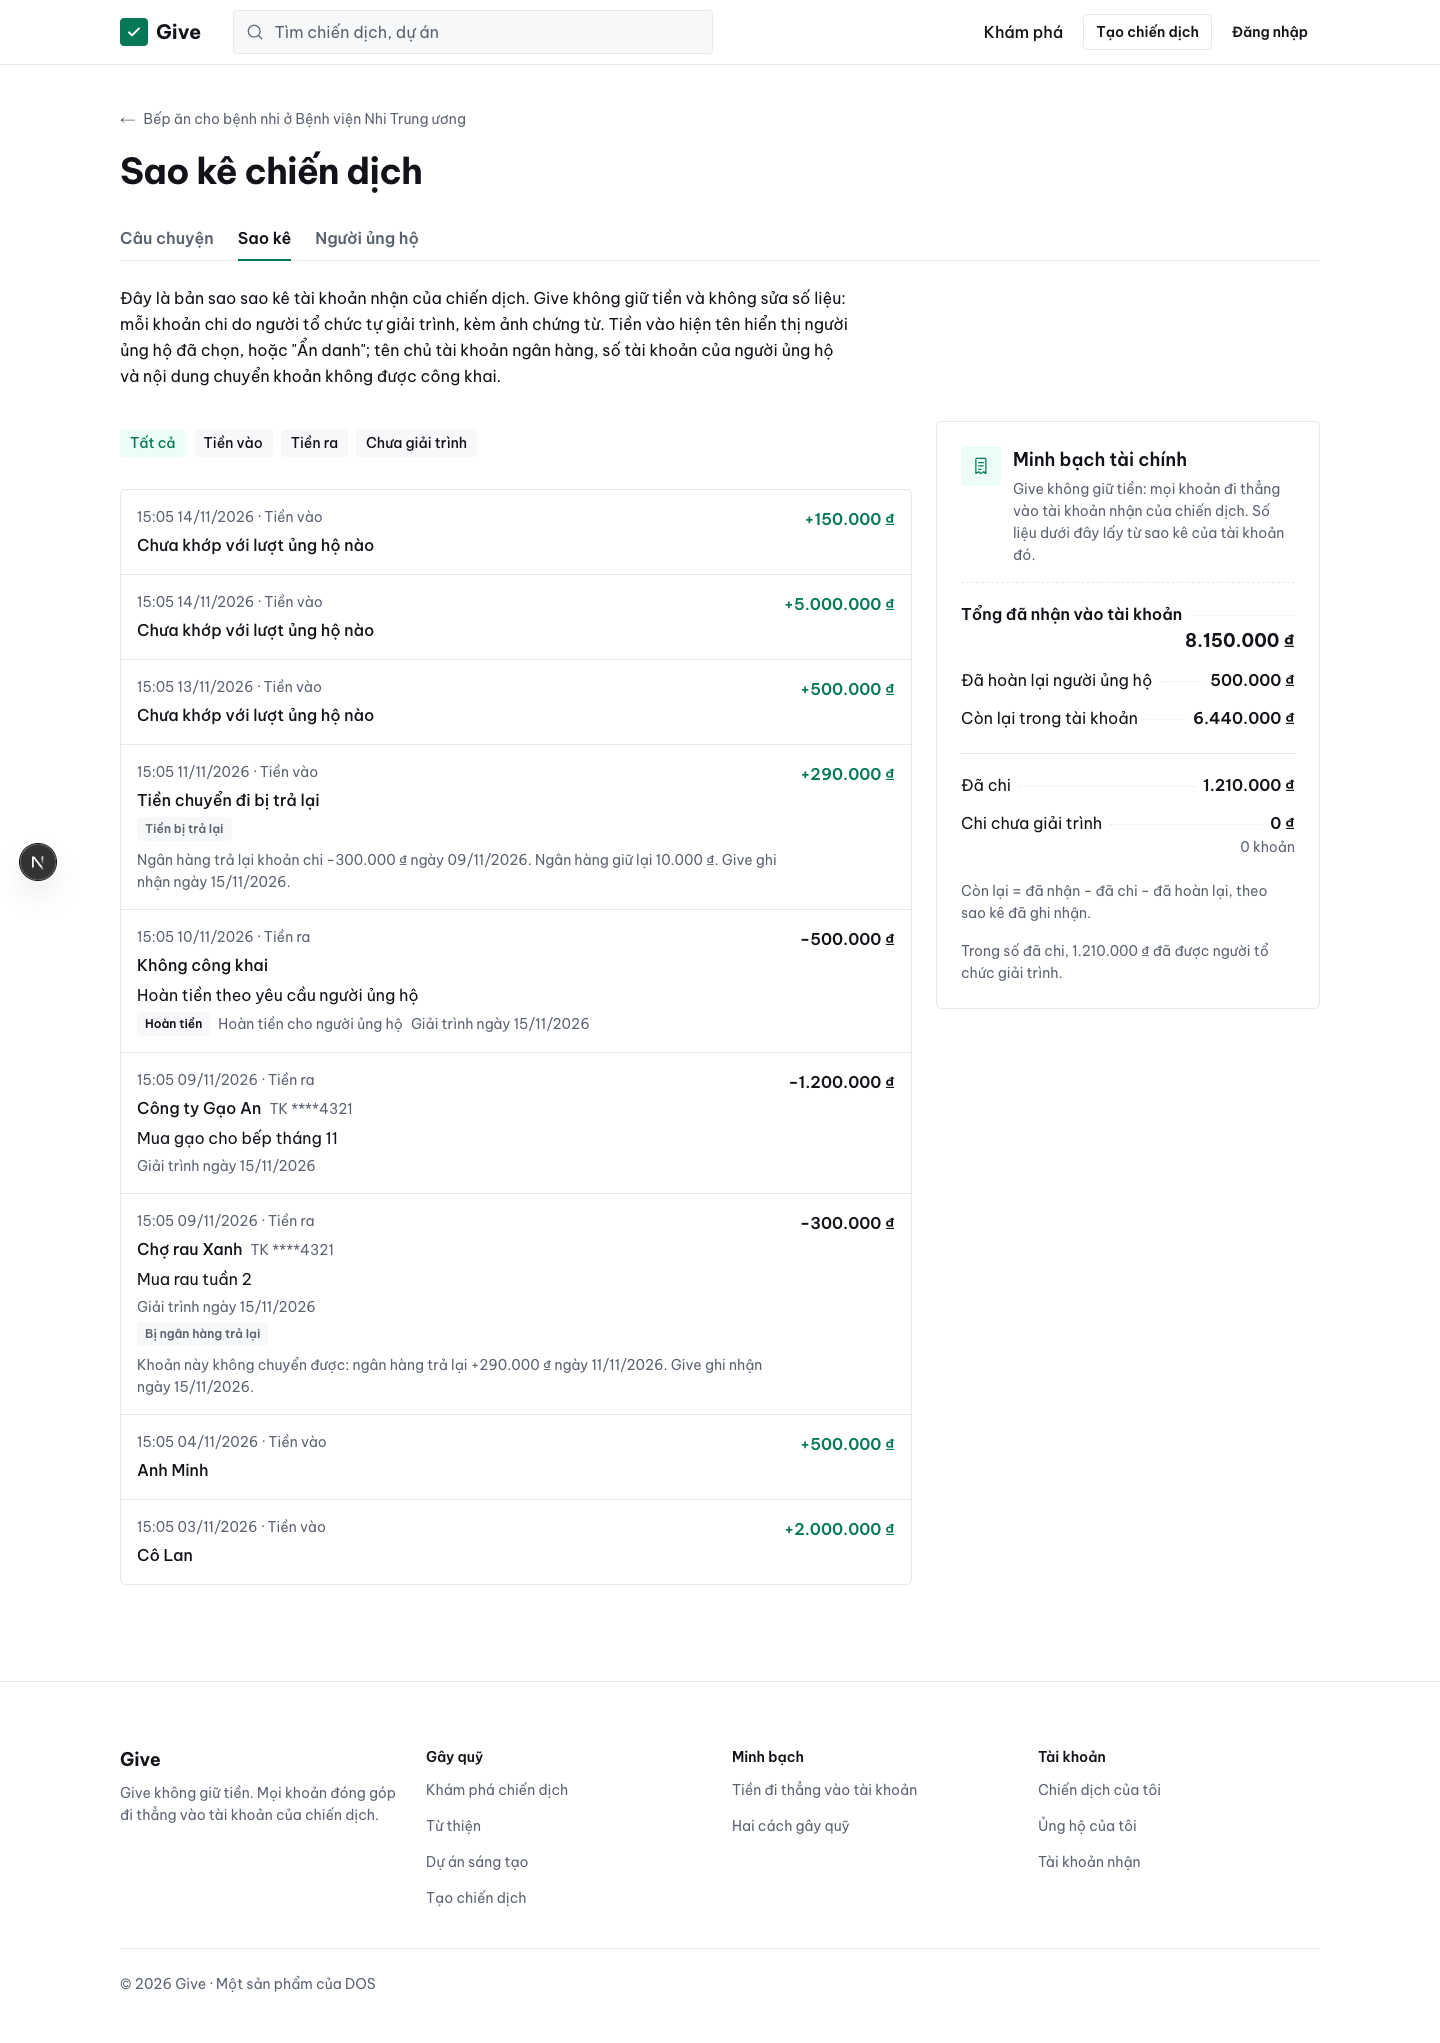 Give
Tìm chiến dịch, dự án
Khám phá
Tạo chiến dịch
Đăng nhập
← Bếp ăn cho bệnh nhi ở Bệnh viện Nhi Trung ương
Sao kê chiến dịch
Câu chuyện
Sao kê
Người ủng hộ
Đây là bản sao sao kê tài khoản nhận của chiến dịch. Give không giữ tiền và không sửa số liệu:
mỗi khoản chi do người tổ chức tự giải trình, kèm ảnh chứng từ. Tiền vào hiện tên hiển thị người
ủng hộ đã chọn, hoặc "Ẩn danh"; tên chủ tài khoản ngân hàng, số tài khoản của người ủng hộ
và nội dung chuyển khoản không được công khai.
Tất cả
Tiền vào
Tiền ra
Chưa giải trình
15:05 14/11/2026 · Tiền vào
+150.000 ₫
Chưa khớp với lượt ủng hộ nào
15:05 14/11/2026 · Tiền vào
+5.000.000 ₫
Chưa khớp với lượt ủng hộ nào
15:05 13/11/2026 · Tiền vào
+500.000 ₫
Chưa khớp với lượt ủng hộ nào
15:05 11/11/2026 · Tiền vào
+290.000 ₫
Tiền chuyển đi bị trả lại
Tiền bị trả lại
Ngân hàng trả lại khoản chi -300.000 ₫ ngày 09/11/2026. Ngân hàng giữ lại 10.000 ₫. Give ghi
nhận ngày 15/11/2026.
15:05 10/11/2026 · Tiền ra
-500.000 ₫
Không công khai
Hoàn tiền theo yêu cầu người ủng hộ
Hoàn tiền
Hoàn tiền cho người ủng hộ
Giải trình ngày 15/11/2026
15:05 09/11/2026 · Tiền ra
-1.200.000 ₫
Công ty Gạo An TK ****4321
Mua gạo cho bếp tháng 11
Giải trình ngày 15/11/2026
15:05 09/11/2026 · Tiền ra
-300.000 ₫
Chợ rau Xanh TK ****4321
Mua rau tuần 2
Giải trình ngày 15/11/2026
Bị ngân hàng trả lại
Khoản này không chuyển được: ngân hàng trả lại +290.000 ₫ ngày 11/11/2026. Give ghi nhận
ngày 15/11/2026.
15:05 04/11/2026 · Tiền vào
+500.000 ₫
Anh Minh
15:05 03/11/2026 · Tiền vào
+2.000.000 ₫
Cô Lan
Minh bạch tài chính
Give không giữ tiền: mọi khoản đi thẳng
vào tài khoản nhận của chiến dịch. Số
liệu dưới đây lấy từ sao kê của tài khoản
đó.
Tổng đã nhận vào tài khoản
8.150.000 ₫
Đã hoàn lại người ủng hộ
500.000 ₫
Còn lại trong tài khoản
6.440.000 ₫
Đã chi
1.210.000 ₫
Chi chưa giải trình
0 ₫
0 khoản
Còn lại = đã nhận - đã chi - đã hoàn lại, theo
sao kê đã ghi nhận.
Trong số đã chi, 1.210.000 ₫ đã được người tổ
chức giải trình.
N
Give
Give không giữ tiền. Mọi khoản đóng góp
đi thẳng vào tài khoản của chiến dịch.
Gây quỹ
Khám phá chiến dịch
Từ thiện
Dự án sáng tạo
Tạo chiến dịch
Minh bạch
Tiền đi thẳng vào tài khoản
Hai cách gây quỹ
Tài khoản
Chiến dịch của tôi
Ủng hộ của tôi
Tài khoản nhận
© 2026 Give · Một sản phẩm của DOS